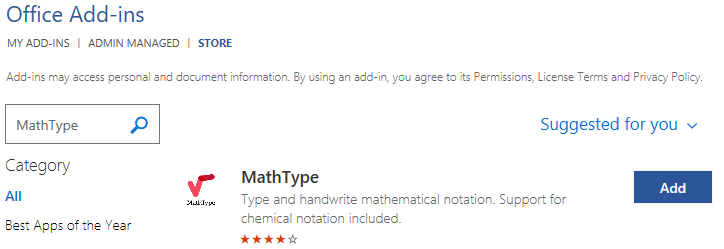 Office Add-ins
MY ADD-INS | ADMIN MANAGED | STORE
Add-ins may access personal and document information. By using an add-in, you agree to its Permissions, License Terms and Privacy Policy.
MathType
Suggested for you
Category
All
Best Apps of the Year
MathType
MathType
Type and handwrite mathematical notation. Support for
chemical notation included.
Add